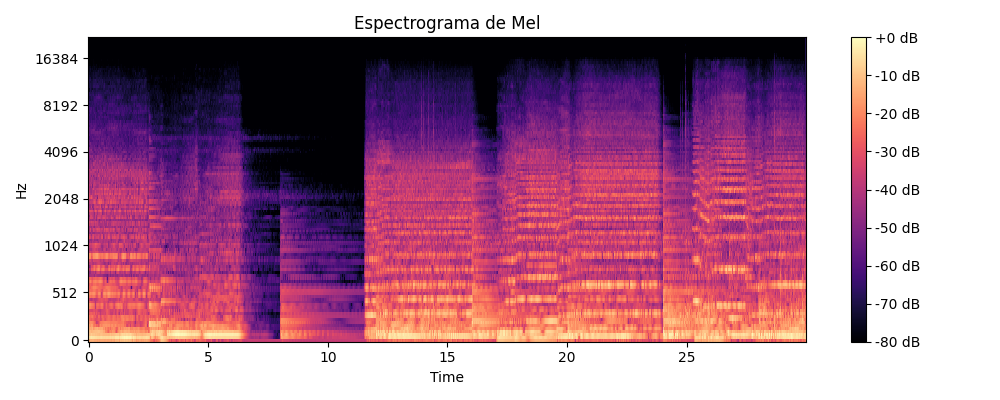 Espectrograma de Mel
Hz
16384
8192
4096
2048
1024
512
0
0 5 10 15 20 25
Time
+0 dB
-10 dB
-20 dB
-30 dB
-40 dB
-50 dB
-60 dB
-70 dB
-80 dB